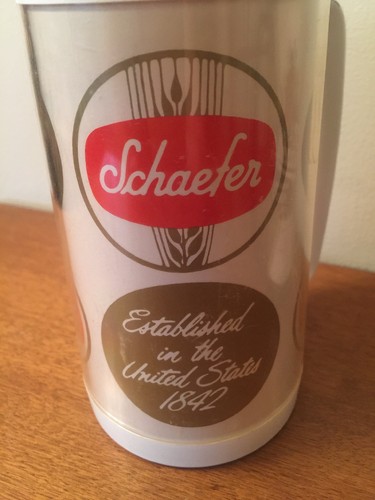 Schaefer
Established
in the
United States
1842